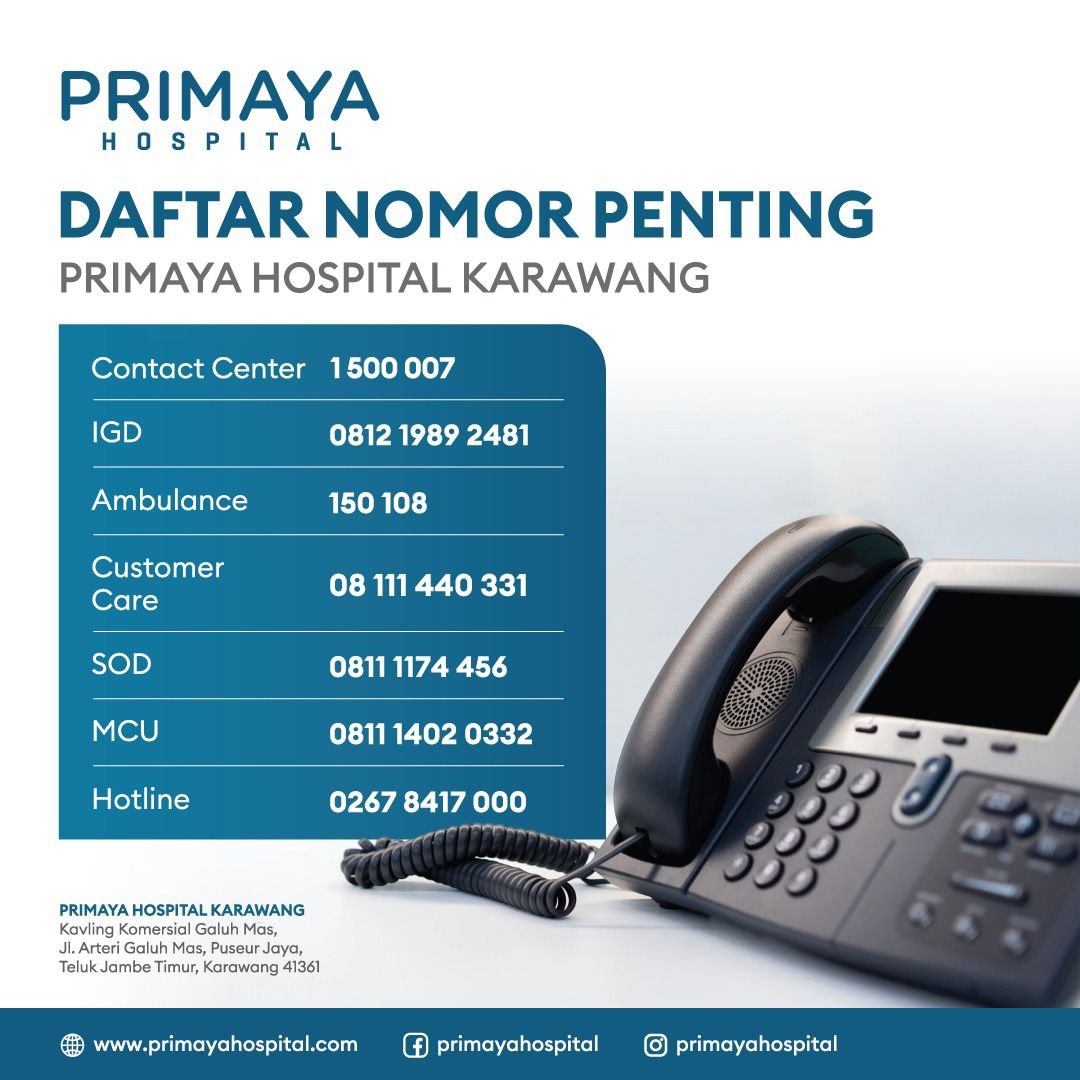 PRIMAYA
HOSPITAL
DAFTAR NOMOR PENTING
PRIMAYA HOSPITAL KARAWANG
Contact Center 1 500 007
IGD 0812 1989 2481
Ambulance 150 108
Customer
Care 08 111 440 331
SOD 0811 1174 456
MCU 0811 1402 0332
Hotline 0267 8417 000
PRIMAYA HOSPITAL KARAWANG
Kavling Komersial Galuh Mas,
Jl. Arteri Galuh Mas, Puseur Jaya,
Teluk Jambe Timur, Karawang 41361
www.primayahospital.com primayahospital primayahospital